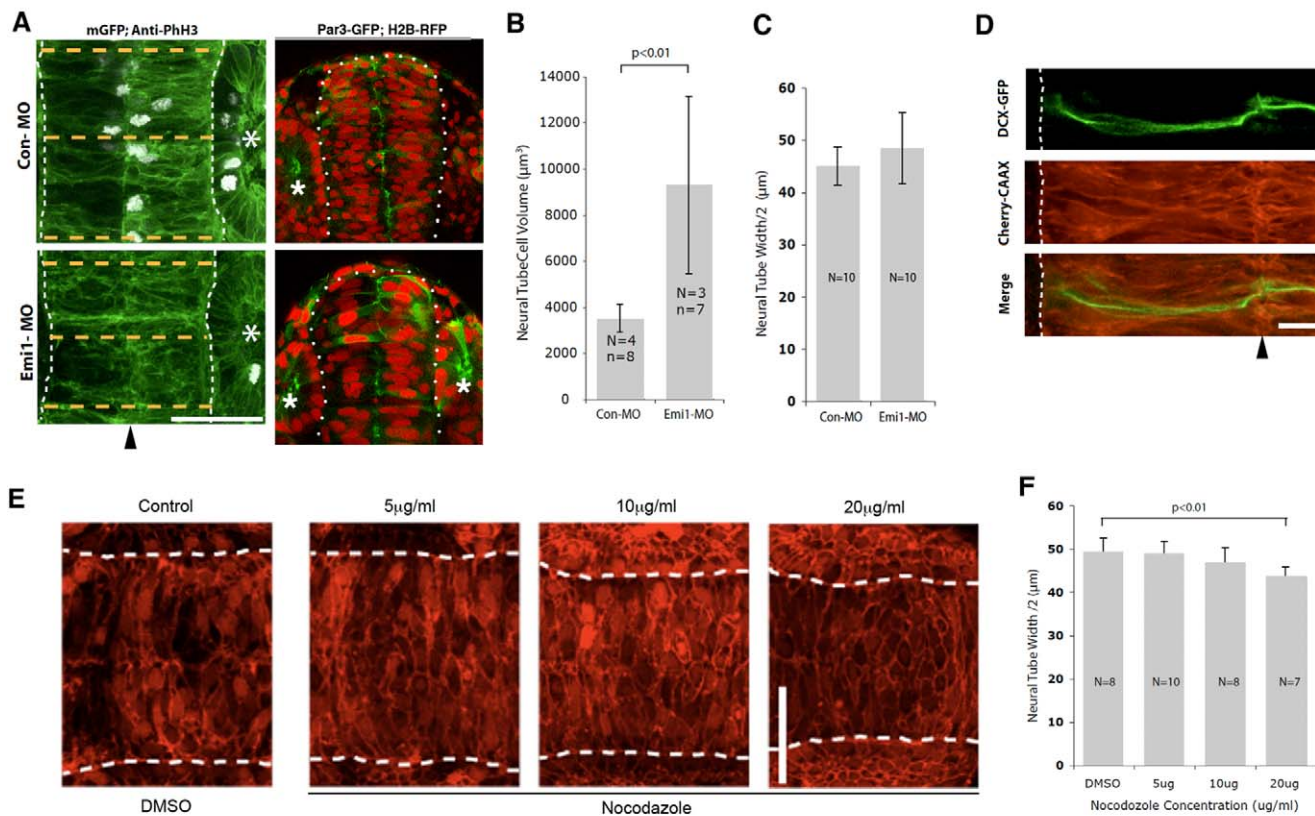 A
mGFP; Anti-PhH3
Par3-GFP; H2B-RFP
Con- MO
Emi1- MO
*
*
*
*
*
B
p<0.01
Neural TubeCell Volume (µm³)
14000
12000
10000
8000
6000
4000
2000
0
N=4
n=8
N=3
n=7
Con-MO
Emi1-MO
C
Neural Tube Width/2 (µm)
60
50
40
30
20
10
0
N=10
N=10
Con-MO
Emi1-MO
D
DCX-GFP
Cherry-CAAX
Merge
E
Control
5µg/ml
10µg/ml
20µg/ml
DMSO
Nocodazole
F
p<0.01
Neural Tube Width /2 (µm)
60
50
40
30
20
10
0
N=8
N=10
N=8
N=7
DMSO
5ug
10ug
20ug
Nocodozole Concentration (ug/ml)